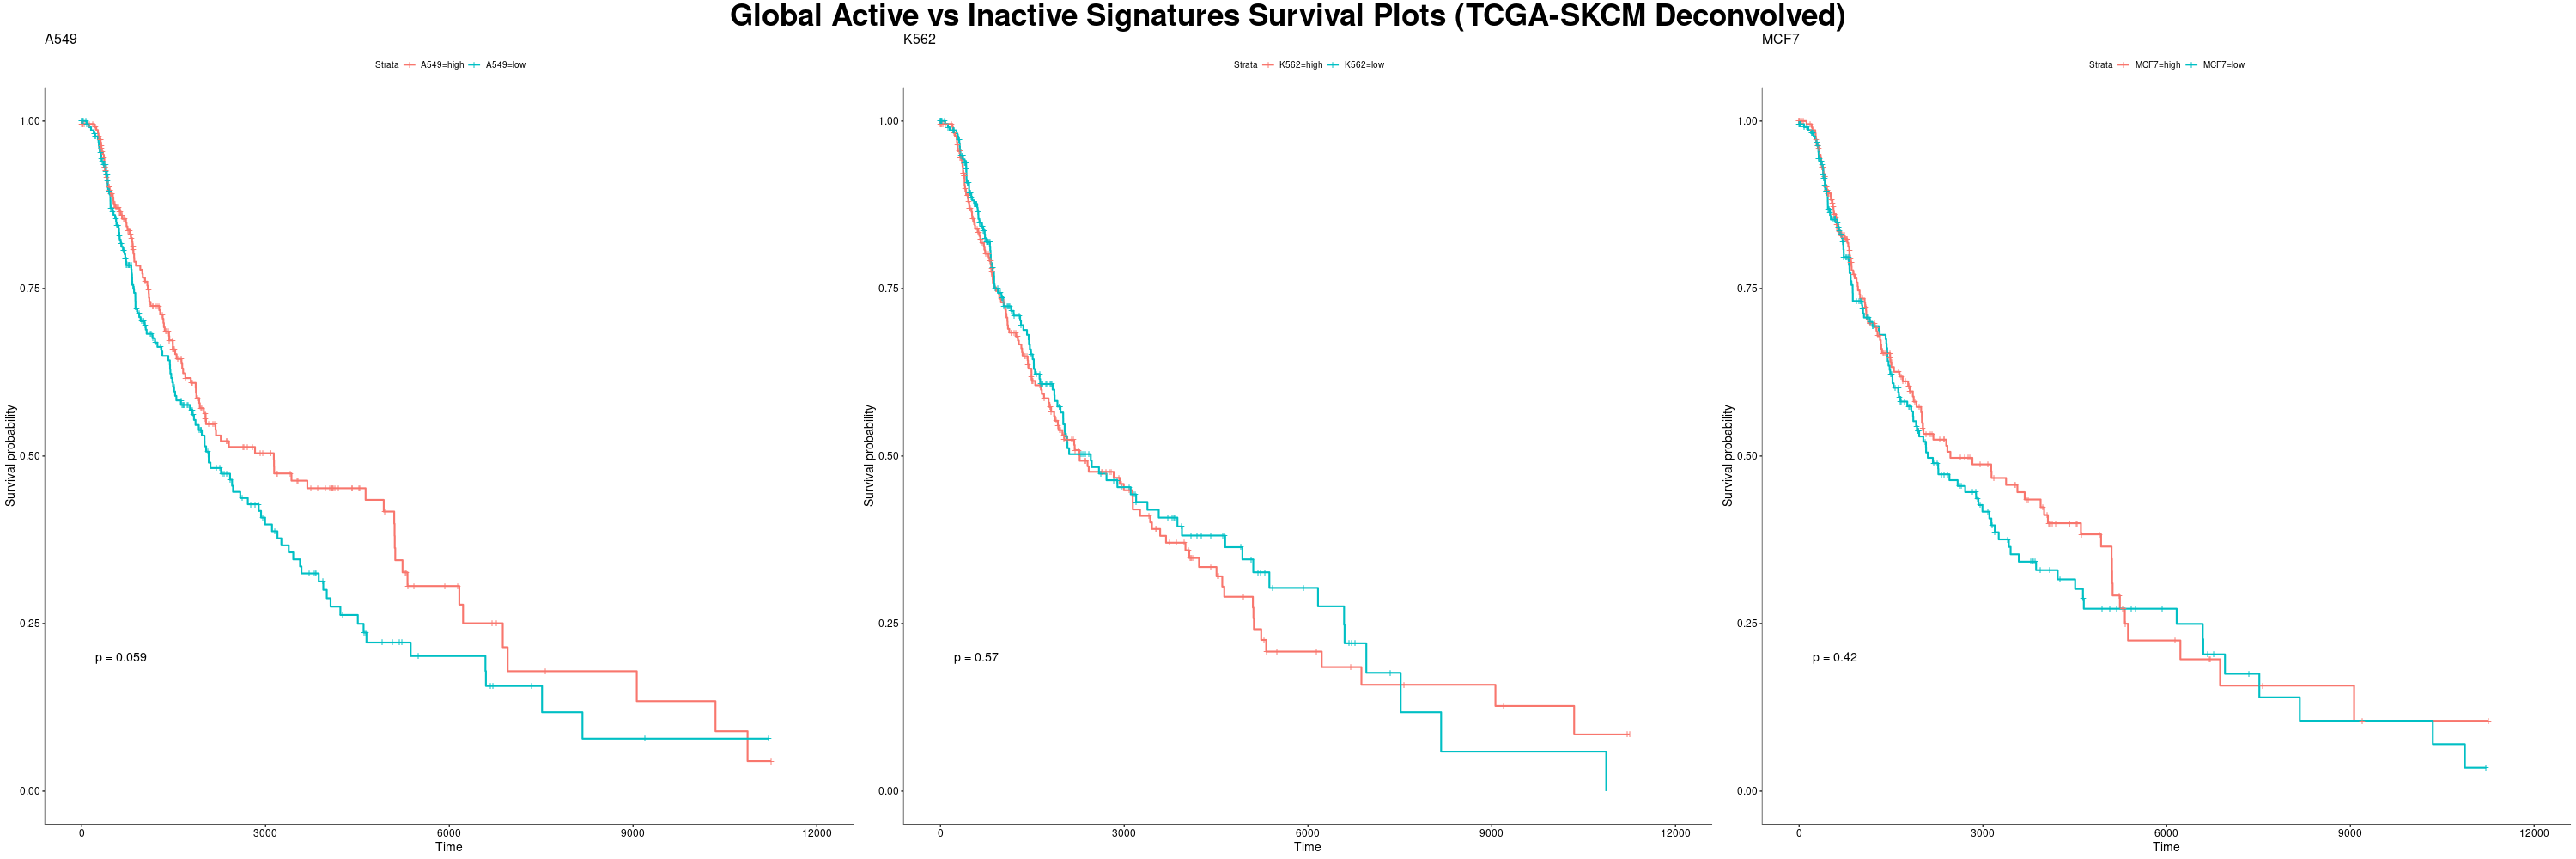 Global Active vs Inactive Signatures Survival Plots (TCGA-SKCM Deconvolved)
A549
Strata A549=high A549=low
1.00
0.75
0.50
0.25
0.00
Survival probability
p = 0.059
0 3000 6000 9000 12000
Time
K562
Strata K562=high K562=low
1.00
0.75
0.50
0.25
0.00
Survival probability
p = 0.57
0 3000 6000 9000 12000
Time
MCF7
Strata MCF7=high MCF7=low
1.00
0.75
0.50
0.25
0.00
Survival probability
p = 0.42
0 3000 6000 9000 12000
Time